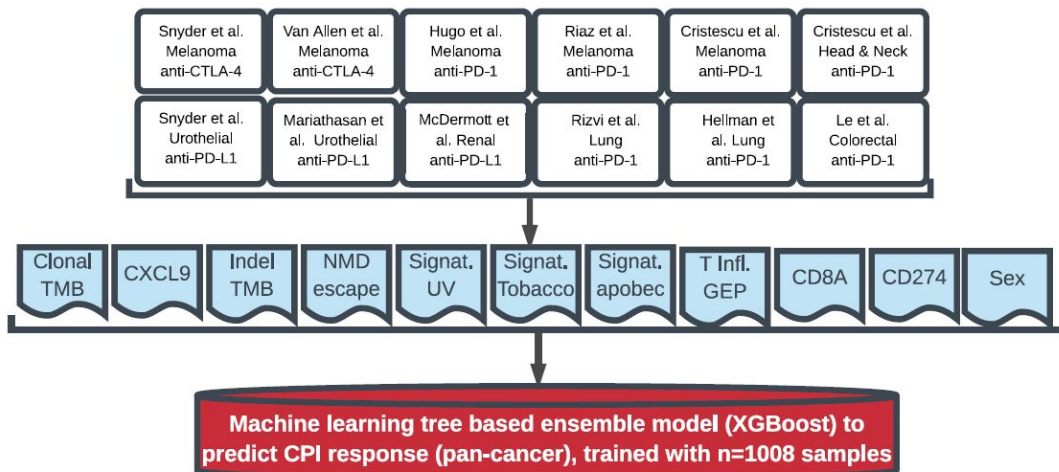 Snyder et al.
Melanoma
anti-CTLA-4
Van Allen et al.
Melanoma
anti-CTLA-4
Hugo et al.
Melanoma
anti-PD-1
Riaz et al.
Melanoma
anti-PD-1
Cristescu et al.
Melanoma
anti-PD-1
Cristescu et al.
Head & Neck
anti-PD-1
Snyder et al.
Urothelial
anti-PD-L1
Mariathasan
et al. Urothelial
anti-PD-L1
McDermott et
al. Renal
anti-PD-L1
Rizvi et al.
Lung
anti-PD-1
Hellman et
al. Lung
anti-PD-1
Le et al.
Colorectal
anti-PD-1
Clonal
TMB
CXCL9
Indel
TMB
NMD
escape
Signat.
UV
Signat.
Tobacco
Signat.
apobec
T Infl.
GEP
CD8A
CD274
Sex
Machine learning tree based ensemble model (XGBoost) to
predict CPI response (pan-cancer), trained with n=1008 samples